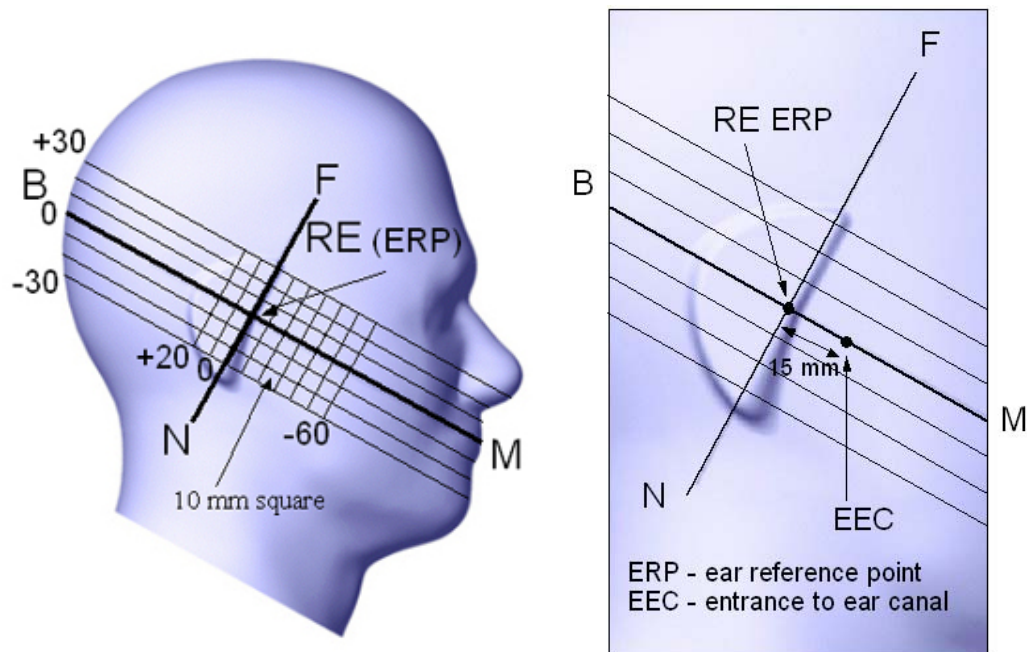 +30
B
0
-30
F
RE (ERP)
+20
0
N
-60
M
10 mm square
F
RE ERP
B
15 mm
M
N
EEC
ERP - ear reference point
EEC - entrance to ear canal